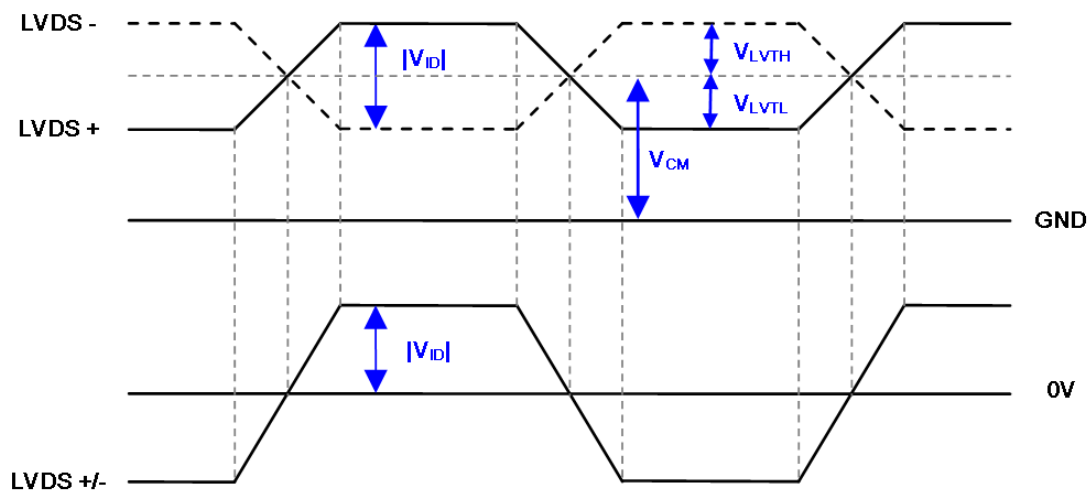 LVDS -
|VID|
VLVTH
VLVTL
LVDS +
VCM
GND
|VID|
0V
LVDS +/-